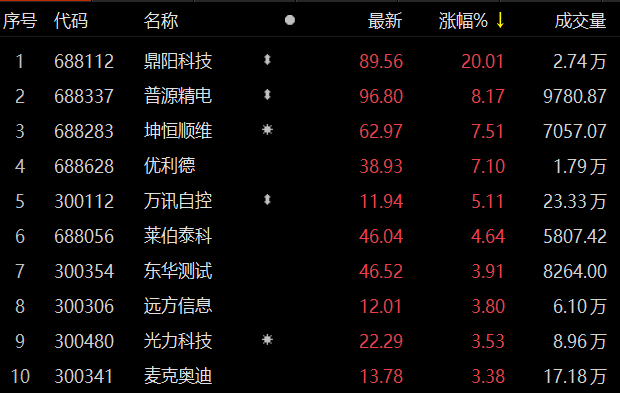 序号 代码 名称 最新 涨幅% ↓ 成交量
1 688112 鼎阳科技 89.56 20.01 2.74万
2 688337 普源精电 96.80 8.17 9780.87
3 688283 坤恒顺维 62.97 7.51 7057.07
4 688628 优利德 38.93 7.10 1.79万
5 300112 万讯自控 11.94 5.11 23.33万
6 688056 莱伯泰科 46.04 4.64 5807.42
7 300354 东华测试 46.52 3.91 8264.00
8 300306 远方信息 12.01 3.80 6.10万
9 300480 光力科技 22.29 3.53 8.96万
10 300341 麦克奥迪 13.78 3.38 17.18万